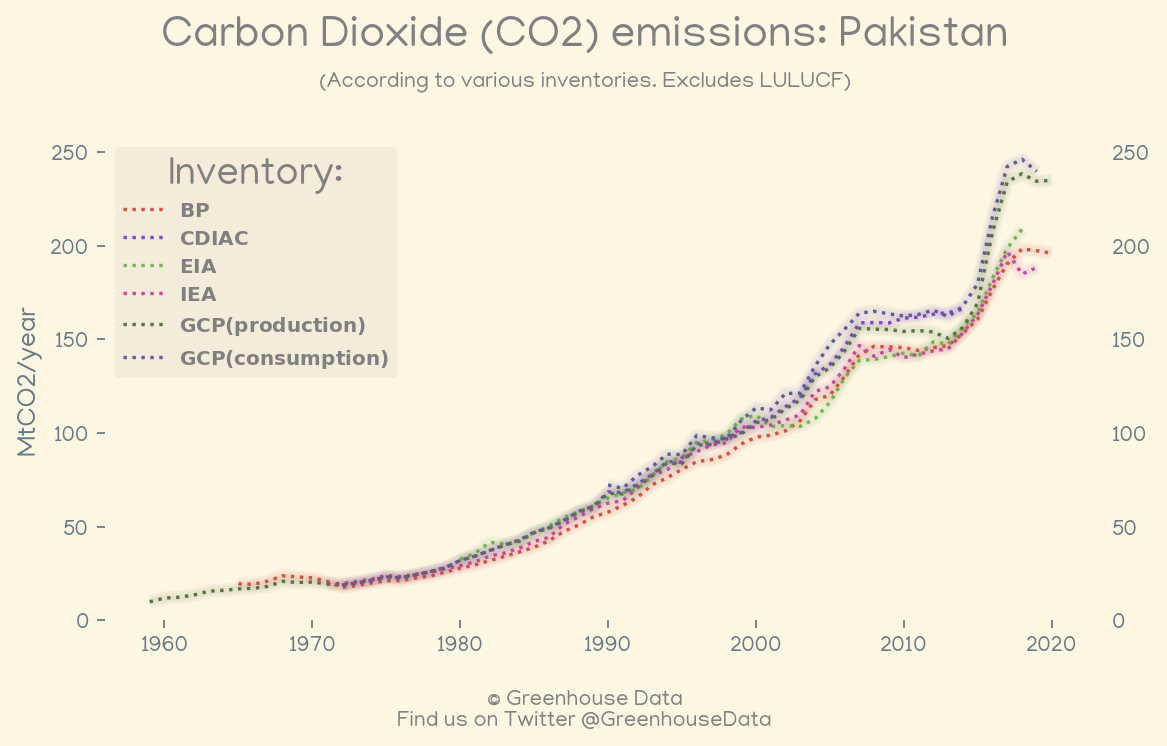 Carbon Dioxide (CO2) emissions: Pakistan
(According to various inventories. Excludes LULUCF)
250
200
150
100
50
0
MtCO2/year
Inventory:
BP
CDIAC
EIA
IEA
GCP(production)
GCP(consumption)
250
200
150
100
50
0
1960 1970 1980 1990 2000 2010 2020
© Greenhouse Data
Find us on Twitter @GreenhouseData